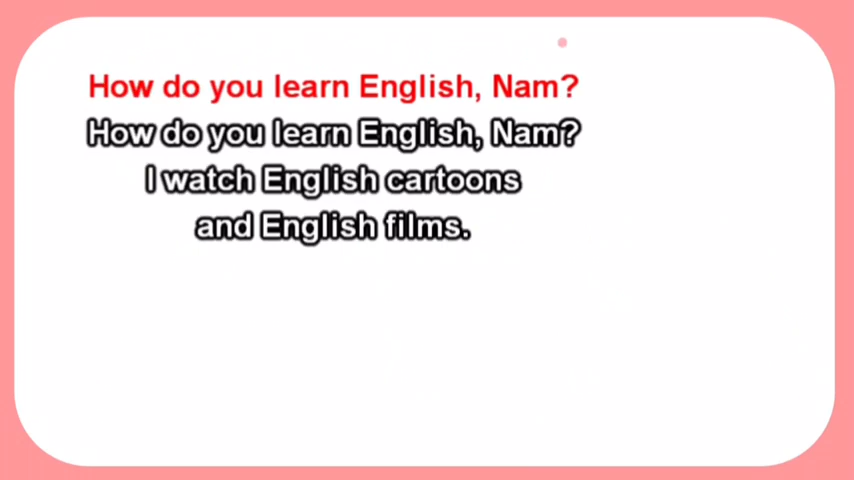 How do you learn English, Nam?
How do you learn English, Nam?
I watch English cartoons
and English films.